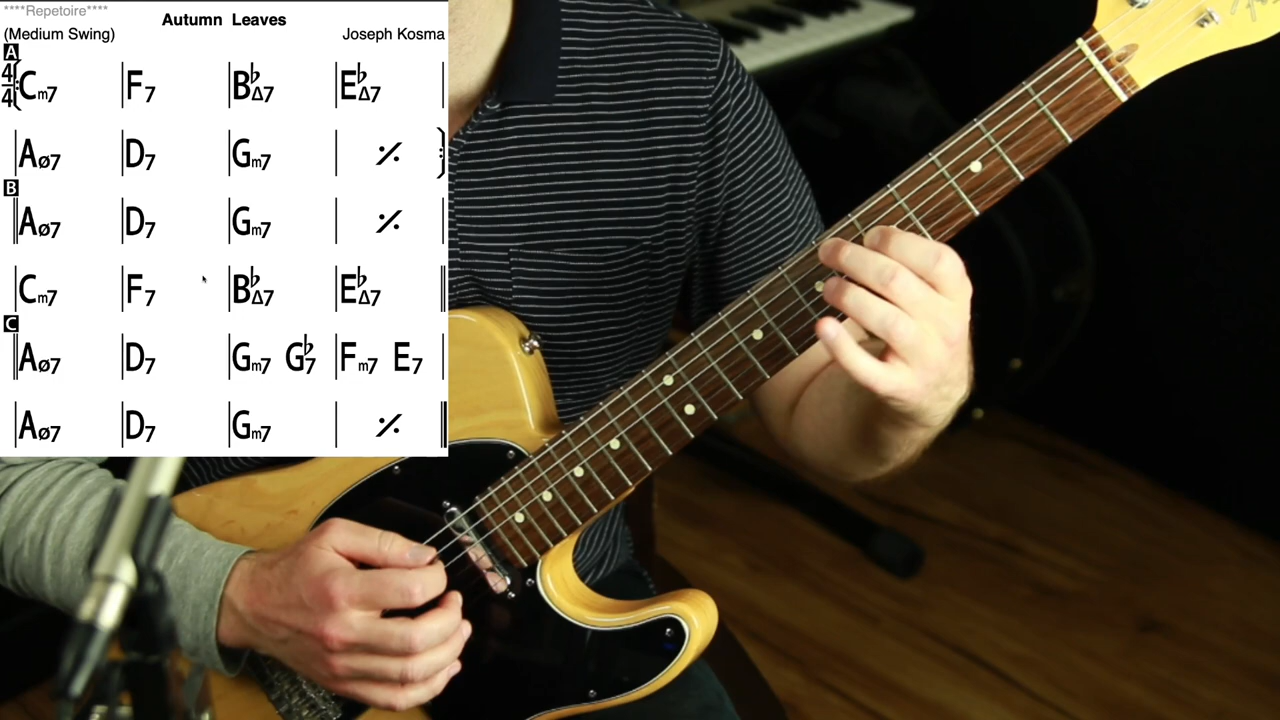 ****Repetoire****
Autumn Leaves
(Medium Swing) Joseph Kosma
A
4/4 Cm7 F7 B♭Δ7 E♭Δ7
Aø7 D7 Gm7 𝄎
B
Aø7 D7 Gm7 𝄎
Cm7 F7 B♭Δ7 E♭Δ7
C
Aø7 D7 Gm7 G♭7 Fm7 E7
Aø7 D7 Gm7 𝄎